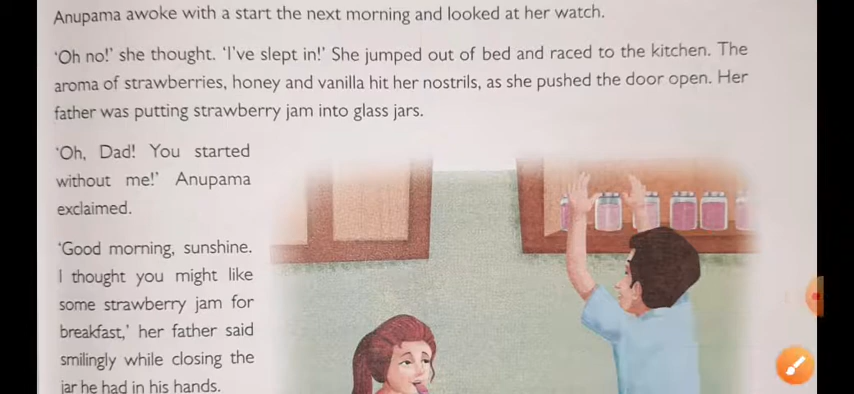 Anupama awoke with a start the next morning and looked at her watch.
‘Oh no!’ she thought. ‘I’ve slept in!’ She jumped out of bed and raced to the kitchen. The
aroma of strawberries, honey and vanilla hit her nostrils, as she pushed the door open. Her
father was putting strawberry jam into glass jars.
‘Oh, Dad! You started
without me!’ Anupama
exclaimed.
‘Good morning, sunshine.
I thought you might like
some strawberry jam for
breakfast,’ her father said
smilingly while closing the
jar he had in his hands.